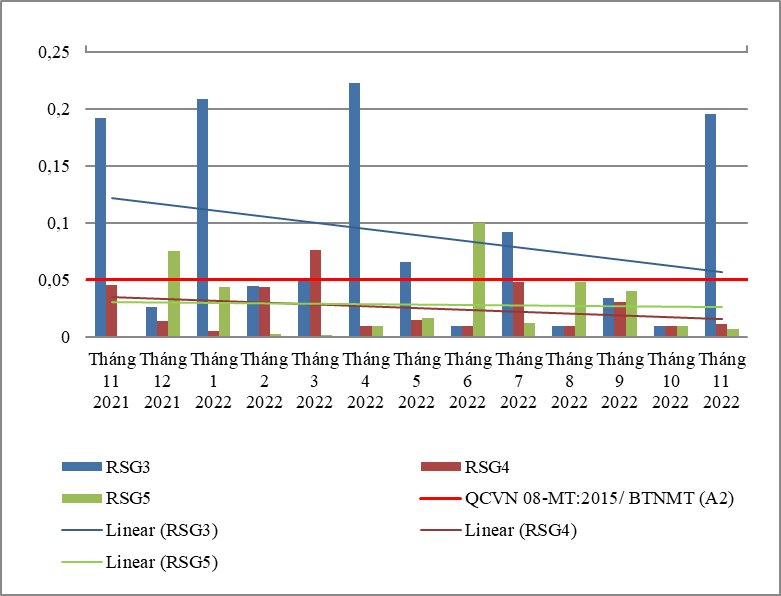 0,25
0,2
0,15
0,1
0,05
0
Tháng Tháng Tháng Tháng Tháng Tháng Tháng Tháng Tháng Tháng Tháng Tháng Tháng
11 12 1 2 3 4 5 6 7 8 9 10 11
2021 2021 2022 2022 2022 2022 2022 2022 2022 2022 2022 2022 2022
RSG3 RSG4
RSG5 QCVN 08-MT:2015/ BTNMT (A2)
Linear (RSG3) Linear (RSG4)
Linear (RSG5)